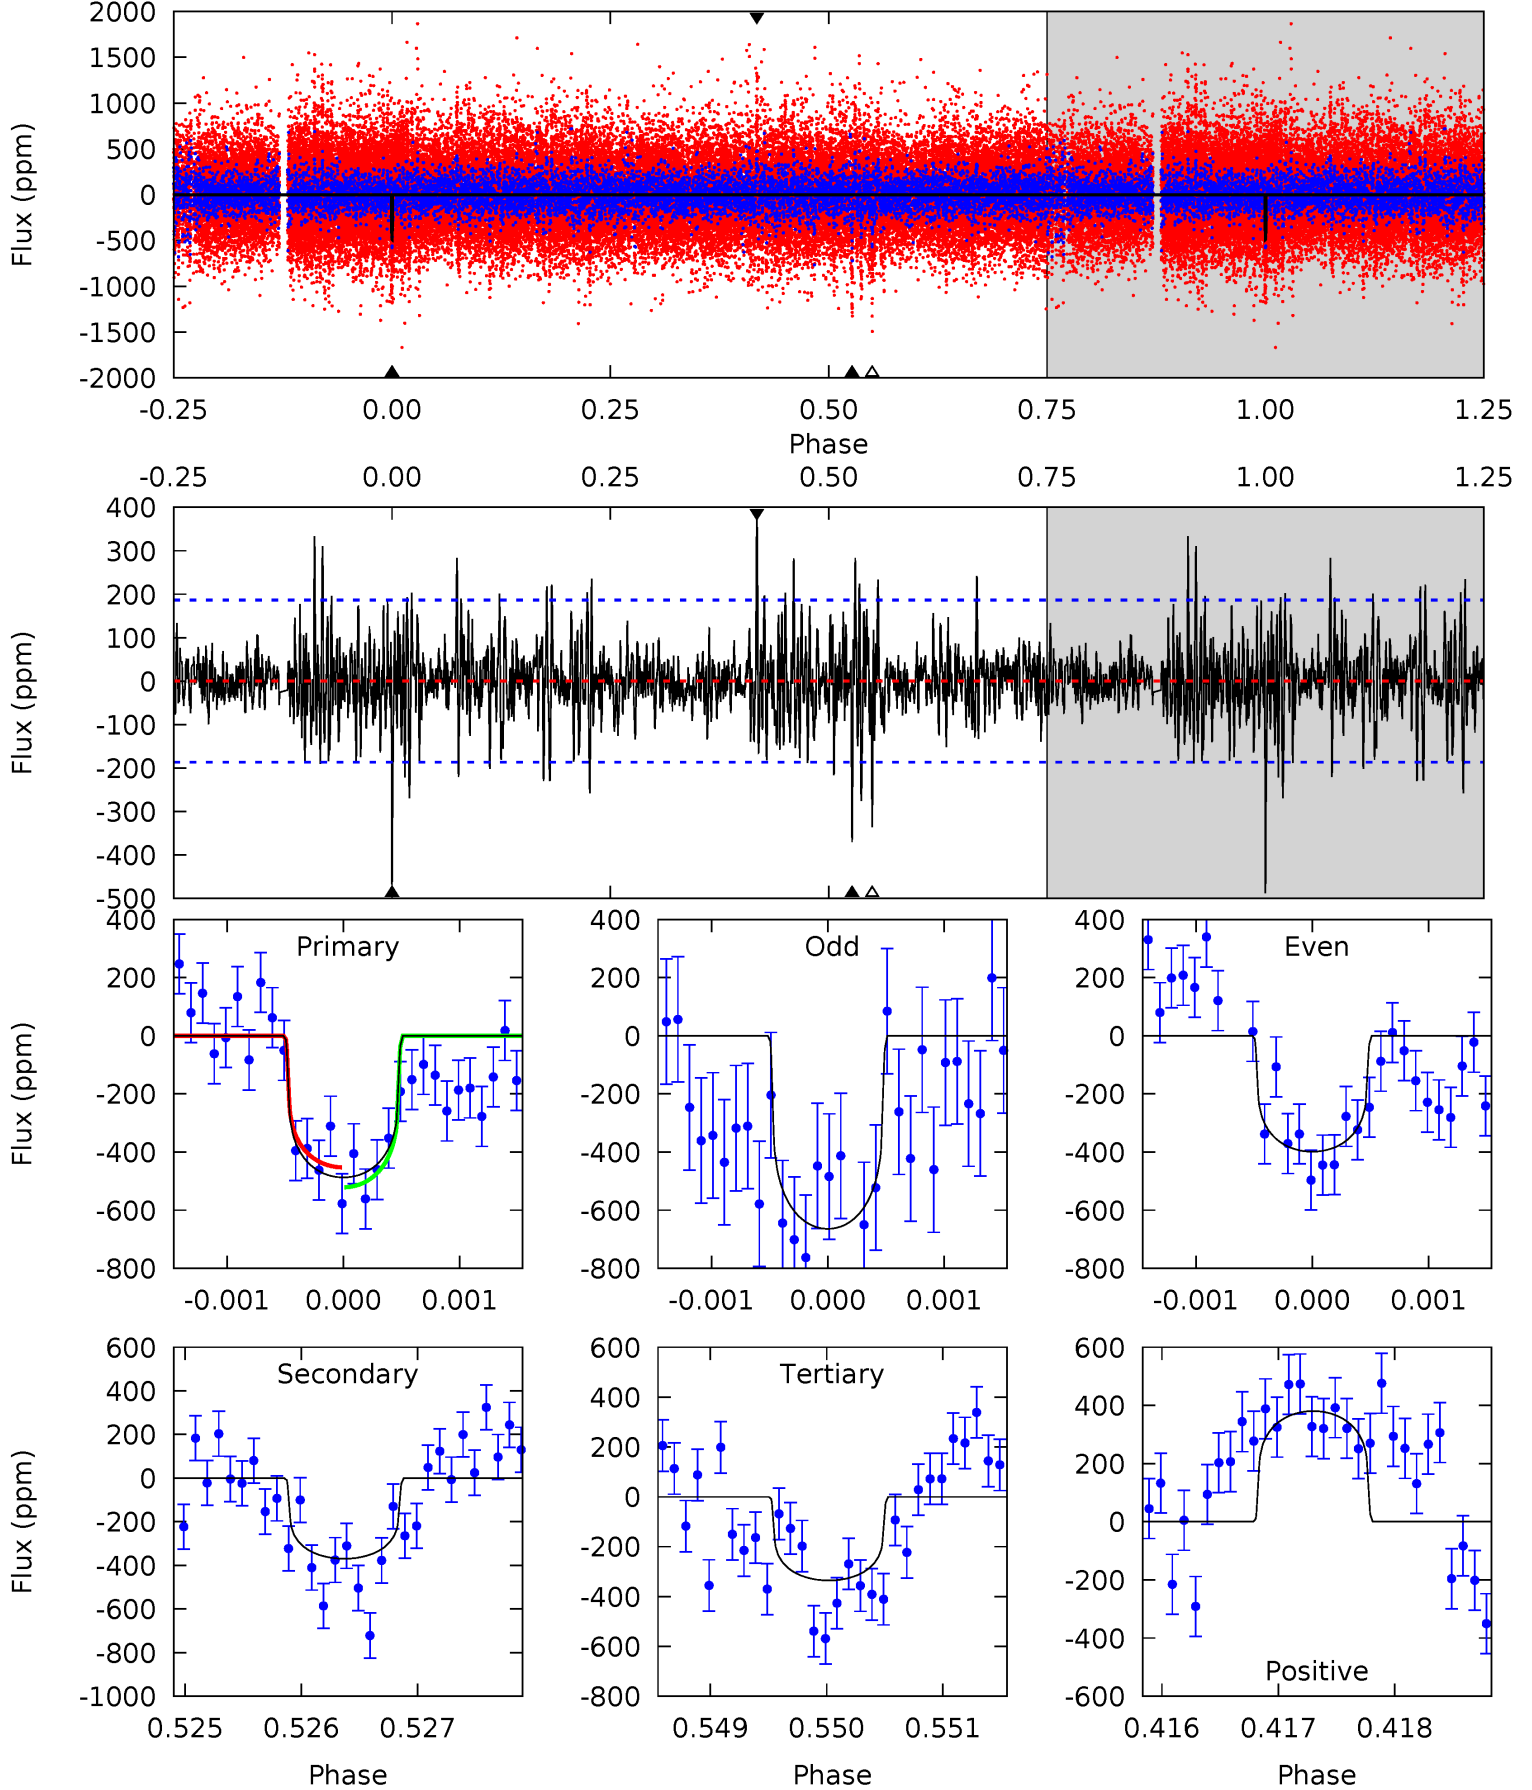 2000
1500
1000
500
0
-500
-1000
-1500
-2000
Flux (ppm)
-0.25 0.00 0.25 0.50 0.75 1.00 1.25
Phase
-0.25 0.00 0.25 0.50 0.75 1.00 1.25
400
300
200
100
0
-100
-200
-300
-400
-500
Flux (ppm)
Primary Odd Even
400 400 400
200 200 200
0 0 0
-200 -200 -200
-400 -400 -400
-600 -600 -600
-800 -800 -800
Flux (ppm)
-0.001 0.000 0.001 -0.001 0.000 0.001 -0.001 0.000 0.001
Secondary Tertiary Positive
600 600 600
400 400 400
200 200 200
0 0 0
-200 -200 -200
-400 -400 -400
-600 -600 -600
-800 -800
-1000
Flux (ppm)
0.525 0.526 0.527 0.549 0.550 0.551 0.416 0.417 0.418
Phase Phase Phase